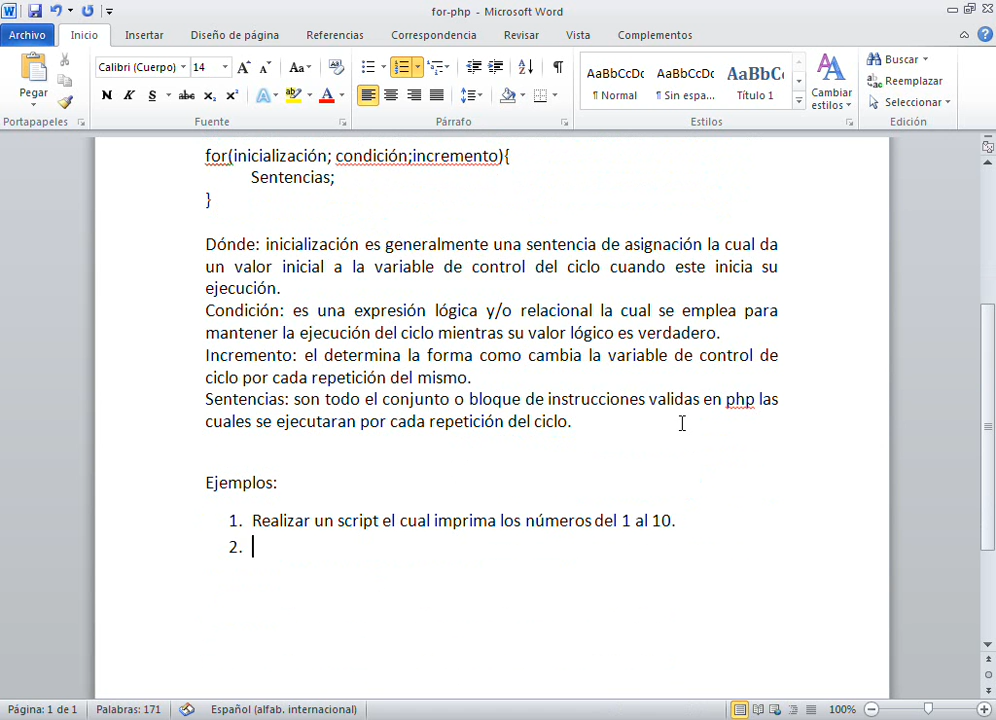 for-php - Microsoft Word
Archivo Inicio Insertar Diseño de página Referencias Correspondencia Revisar Vista Complementos
Calibri (Cuerpo) 14 A A Aa
AaBbCcDc AaBbCcDc AaBbC
Buscar
Reemplazar
Seleccionar
Pegar
N K S abc x₂ x² A ab A
¶ Normal ¶ Sin espa... Título 1
Cambiar
estilos
Portapapeles Fuente Párrafo Estilos Edición
for(inicialización; condición;incremento){
Sentencias;
}
Dónde: inicialización es generalmente una sentencia de asignación la cual da
un valor inicial a la variable de control del ciclo cuando este inicia su
ejecución.
Condición: es una expresión lógica y/o relacional la cual se emplea para
mantener la ejecución del ciclo mientras su valor lógico es verdadero.
Incremento: el determina la forma como cambia la variable de control de
ciclo por cada repetición del mismo.
Sentencias: son todo el conjunto o bloque de instrucciones validas en php las
cuales se ejecutaran por cada repetición del ciclo.
Ejemplos:
1. Realizar un script el cual imprima los números del 1 al 10.
2.
Página: 1 de 1 Palabras: 171 Español (alfab. internacional) 100%